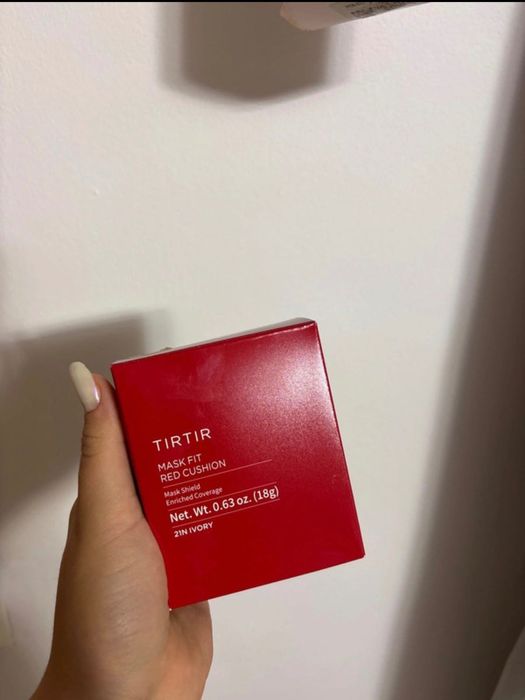 TIRTIR
MASK FIT
RED CUSHION
Mask Shield
Enriched Coverage
Net. Wt. 0.63 oz. (18g)
21N IVORY